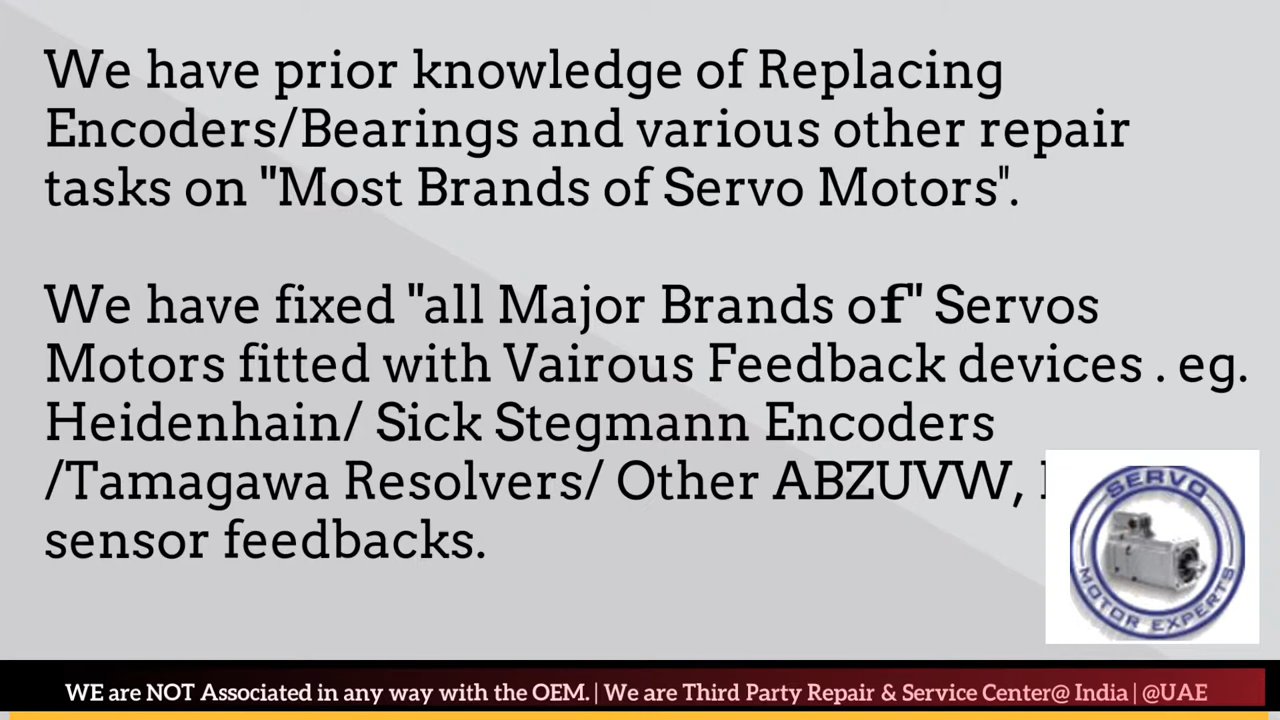 We have prior knowledge of Replacing
Encoders/Bearings and various other repair
tasks on "Most Brands of Servo Motors".
We have fixed "all Major Brands of" Servos
Motors fitted with Vairous Feedback devices . eg.
Heidenhain/ Sick Stegmann Encoders
/Tamagawa Resolvers/ Other ABZUVW,
sensor feedbacks.
SERVO
MOTOR EXPERTS
WE are NOT Associated in any way with the OEM. | We are Third Party Repair & Service Center@ India | @UAE